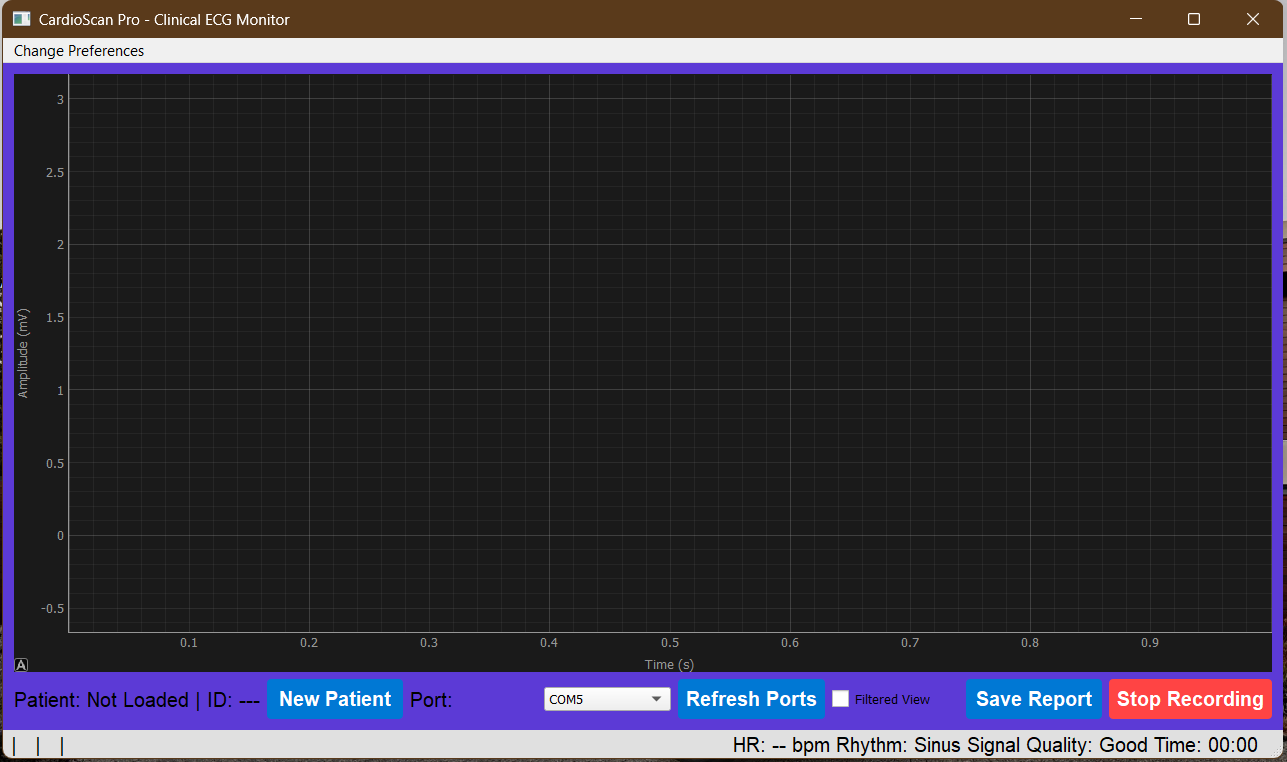 CardioScan Pro - Clinical ECG Monitor
Change Preferences
3
2.5
2
1.5
1
0.5
0
-0.5
Amplitude (mV)
0.1 0.2 0.3 0.4 0.5 0.6 0.7 0.8 0.9
Time (s)
A
Patient: Not Loaded | ID: --- New Patient Port: COM5 Refresh Ports Filtered View Save Report Stop Recording
| | | HR: -- bpm Rhythm: Sinus Signal Quality: Good Time: 00:00